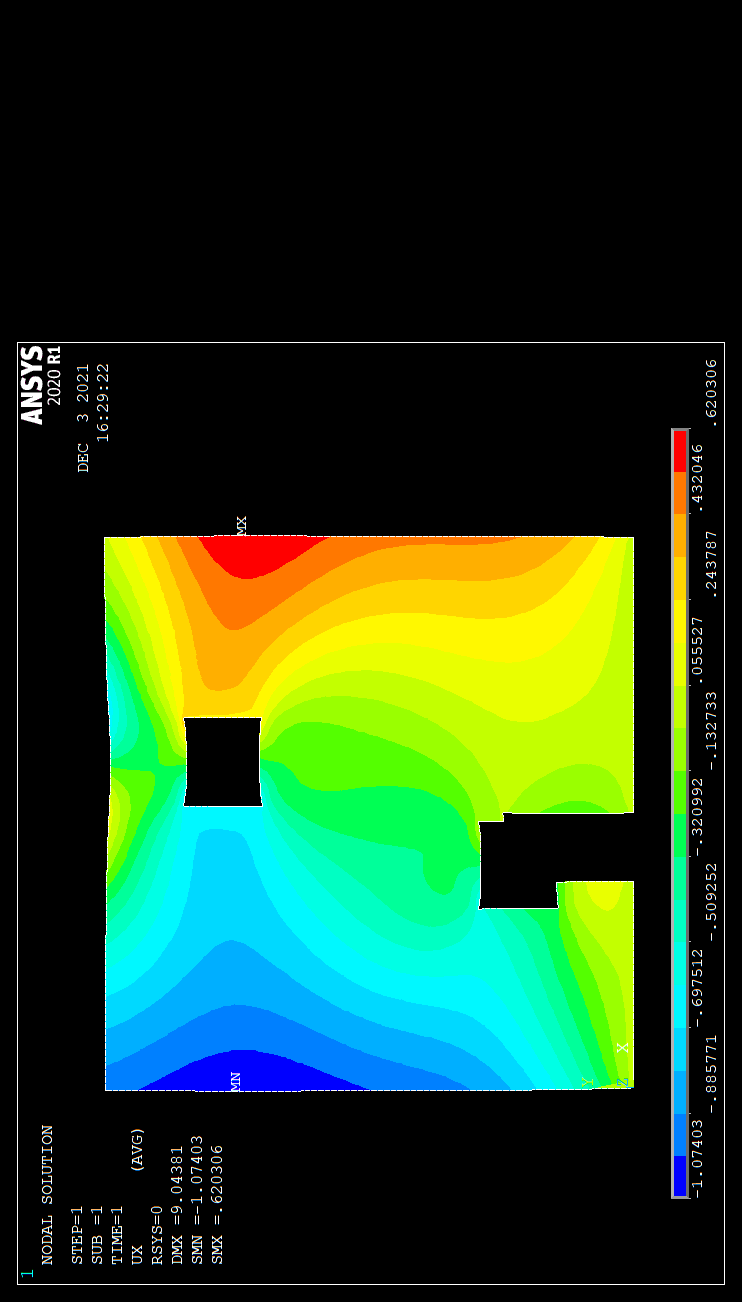 1
NODAL SOLUTION
STEP=1
SUB =1
TIME=1
UX (AVG)
RSYS=0
DMX =9.04381
SMN =-1.07403
SMX =.620306
ANSYS
2020 R1
DEC 3 2021
16:29:22
MN
MX
Y
Z
X
-1.07403
-.885771
-.697512
-.509252
-.320992
-.132733
.055527
.243787
.432046
.620306